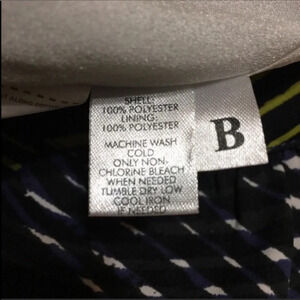 SHELL:
100% POLYESTER
LINING:
100% POLYESTER
MACHINE WASH
COLD
ONLY NON-
CHLORINE BLEACH
WHEN NEEDED
TUMBLE DRY LOW
COOL IRON
IF NEEDED
B